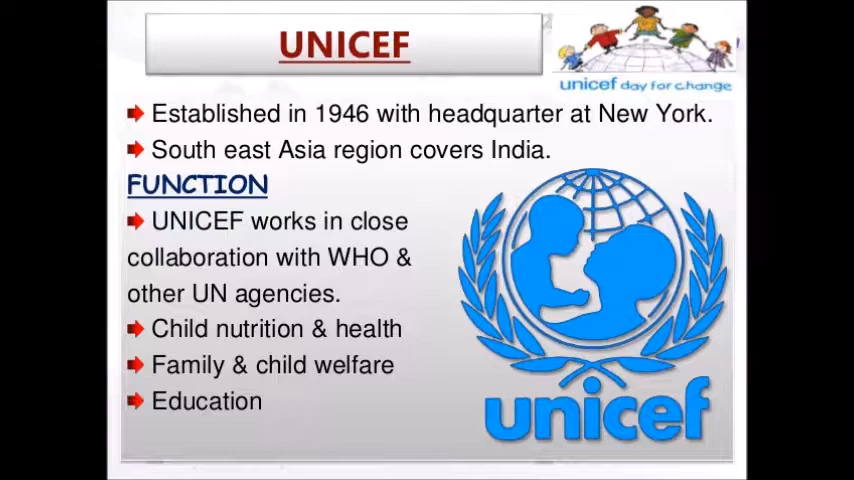 UNICEF
unicef day for change
Established in 1946 with headquarter at New York.
South east Asia region covers India.
FUNCTION
UNICEF works in close
collaboration with WHO &
other UN agencies.
Child nutrition & health
Family & child welfare
Education
unicef